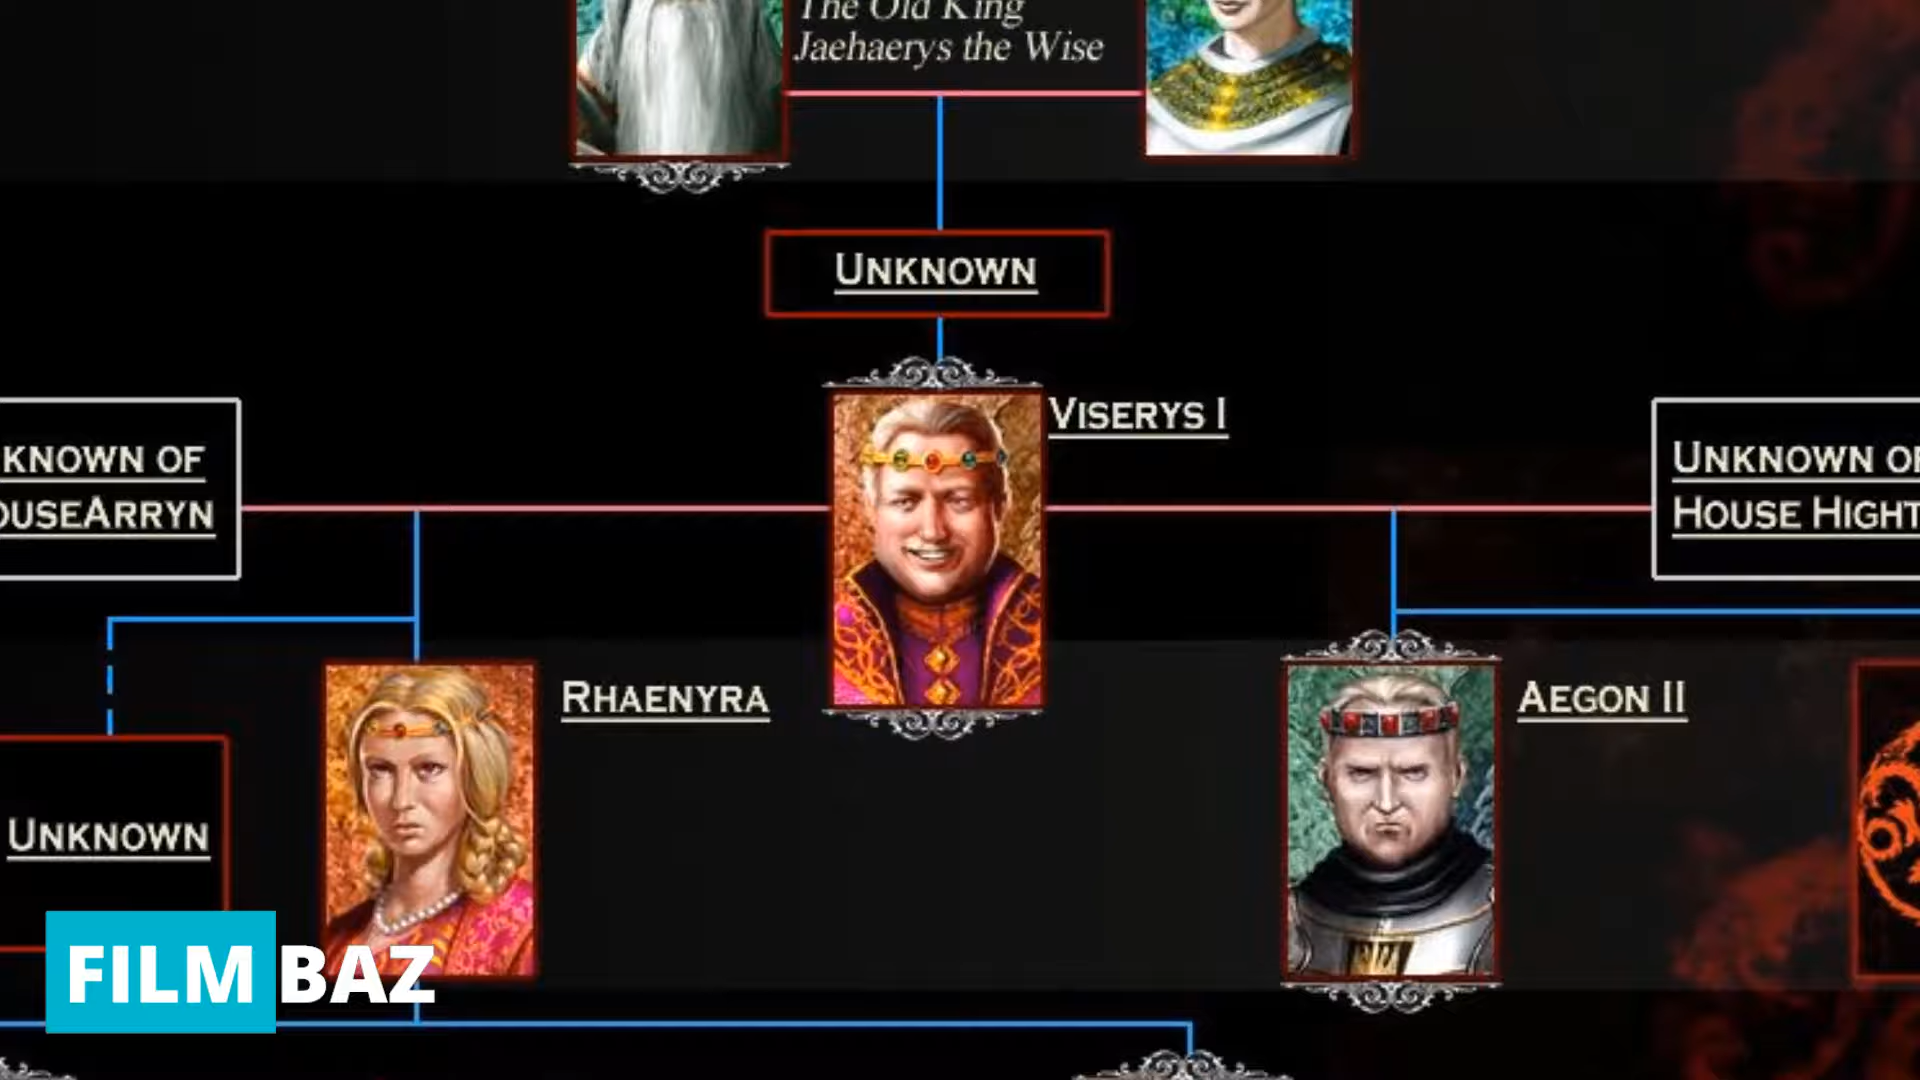 The Old King
Jaehaerys the Wise
UNKNOWN
VISERYS I
KNOWN OF
OUSEARRYN
UNKNOWN OF
HOUSE HIGHT
RHAENYRA
AEGON II
UNKNOWN
FILM BAZ